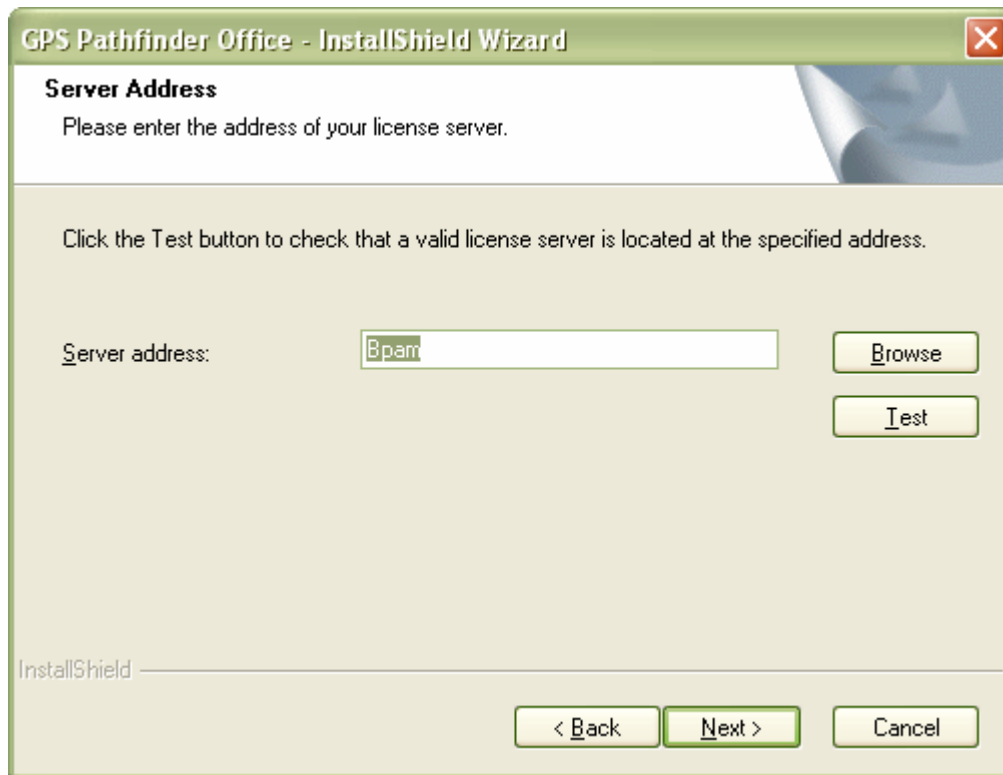 GPS Pathfinder Office - InstallShield Wizard
Server Address
Please enter the address of your license server.
Click the Test button to check that a valid license server is located at the specified address.
Server address: Bpam Browse
Test
InstallShield
< Back Next > Cancel